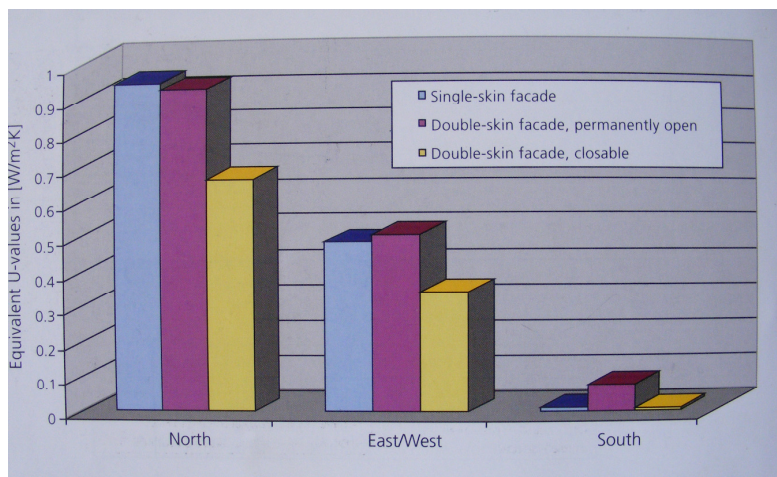 Equivalent U-values in [W/m²K]
1
0.9
0.8
0.7
0.6
0.5
0.4
0.3
0.2
0.1
0
Single-skin facade
Double-skin facade, permanently open
Double-skin facade, closable
North
East/West
South